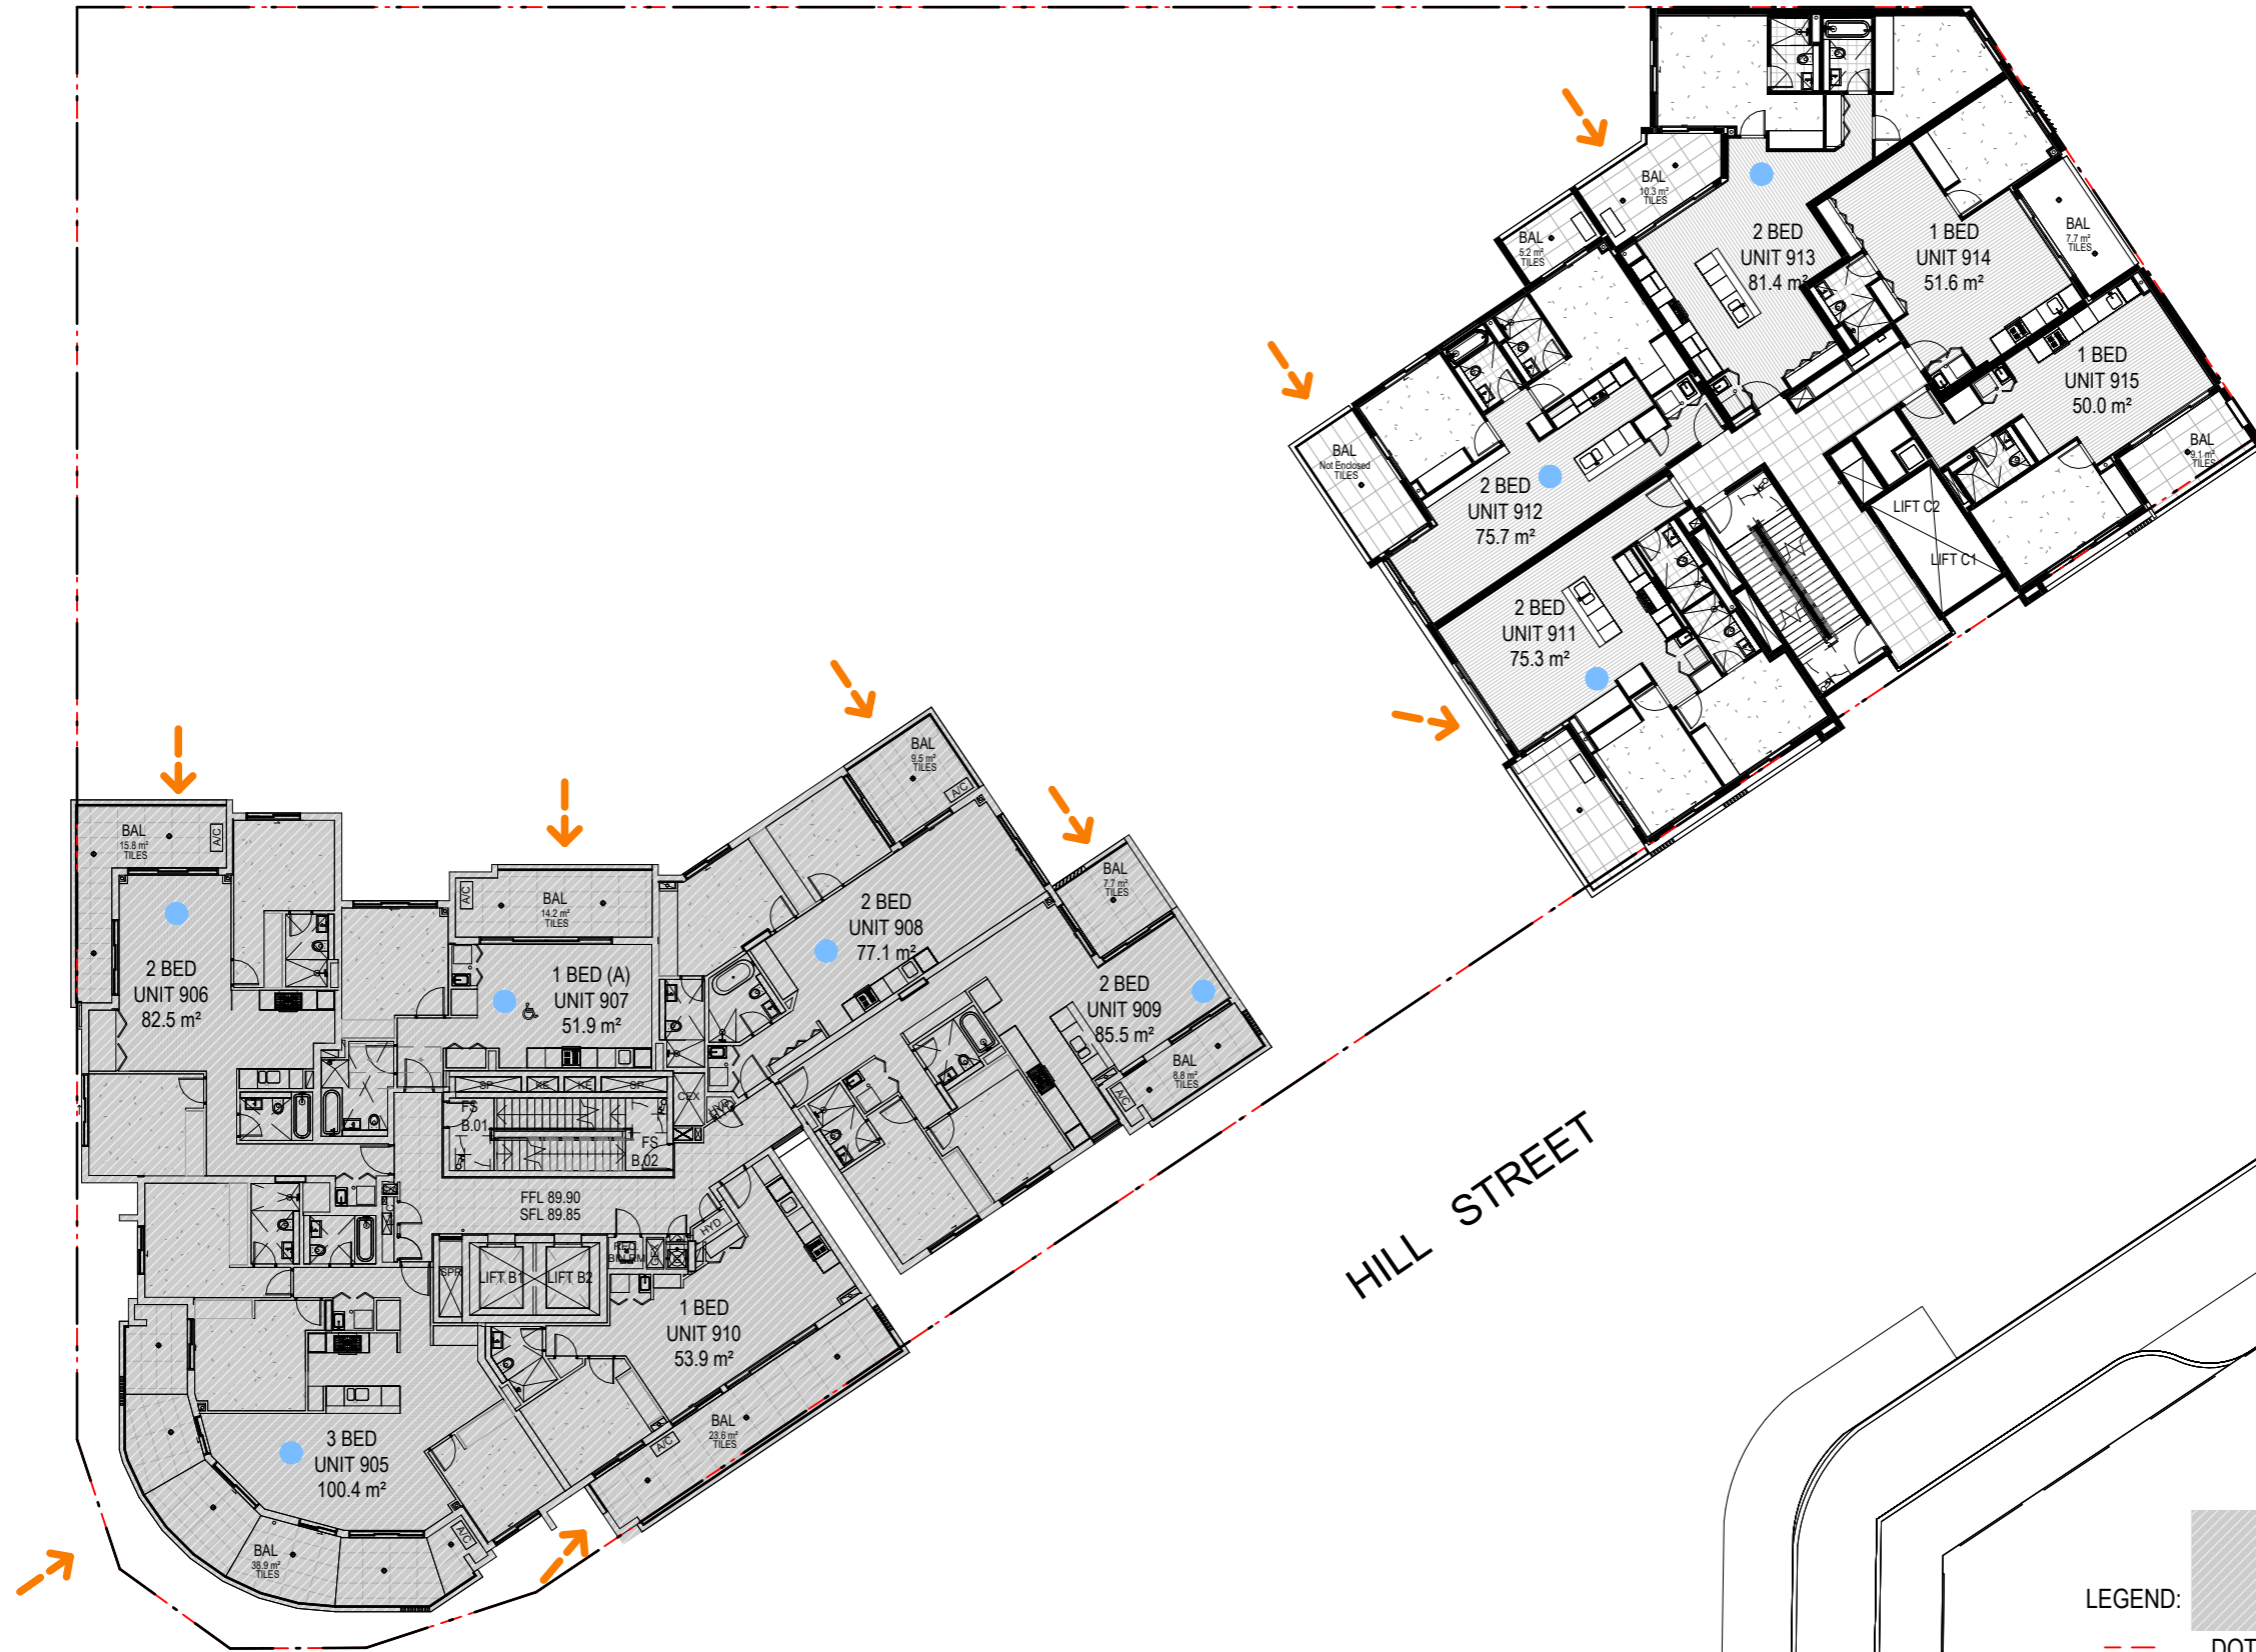 BAL
10.3 m²
TILES
BAL
5.2 m²
TILES
2 BED
UNIT 913
81.4 m²
1 BED
UNIT 914
51.6 m²
BAL
7.7 m²
TILES
1 BED
UNIT 915
50.0 m²
BAL
9.1 m²
TILES
BAL
Not Enclosed
TILES
2 BED
UNIT 912
75.7 m²
LIFT C2
LIFT C1
2 BED
UNIT 911
75.3 m²
BAL
9.5 m²
TILES
A/C
BAL
15.8 m²
TILES
A/C
BAL
7.7 m²
TILES
A/C
BAL
14.2 m²
TILES
2 BED
UNIT 908
77.1 m²
2 BED
UNIT 906
82.5 m²
1 BED (A)
UNIT 907
51.9 m²
2 BED
UNIT 909
85.5 m²
BAL
8.8 m²
TILES
A/C
SP
KE
KE
SP
CEX
HYD
FS
B.01
FS
B.02
FFL 89.90
SFL 89.85
HYD
SPR
LIFT B1
LIFT B2
HILL STREET
1 BED
UNIT 910
53.9 m²
BAL
23.6 m²
TILES
A/C
3 BED
UNIT 905
100.4 m²
A/C
BAL
38.9 m²
TILES
LEGEND:
DOT